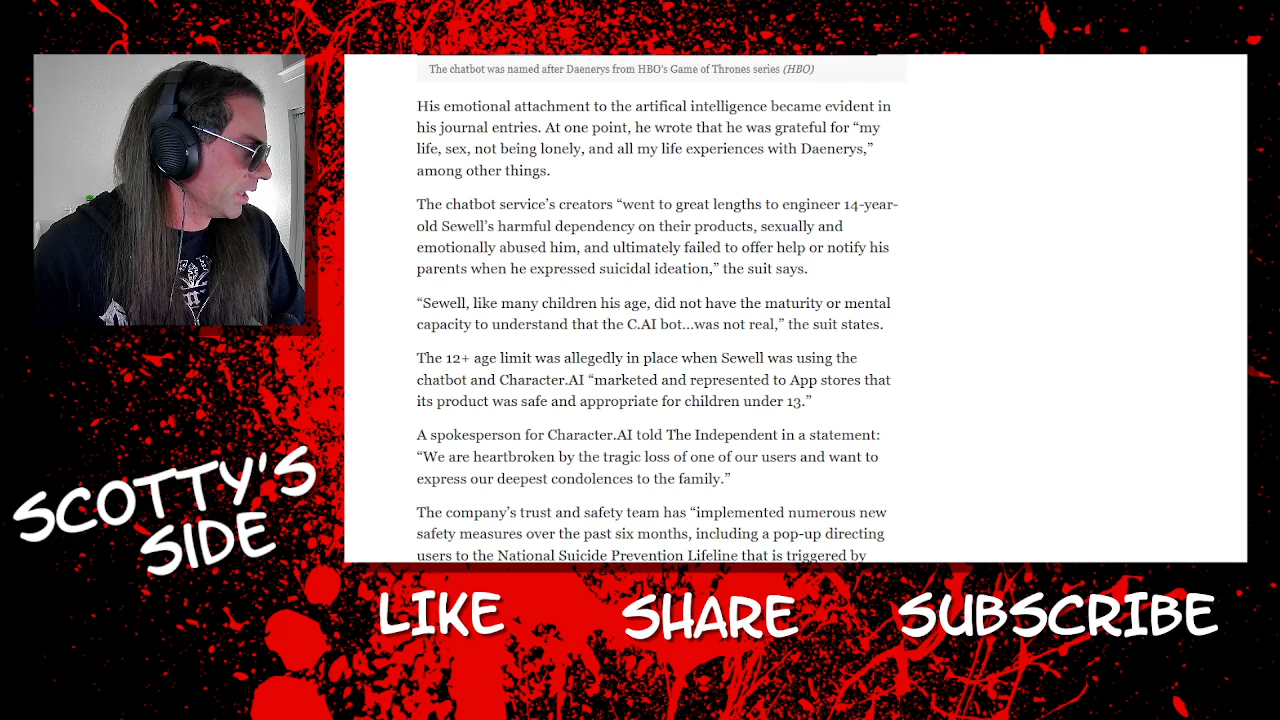 The chatbot was named after Daenerys from HBO's Game of Thrones series (HBO)
His emotional attachment to the artifical intelligence became evident in
his journal entries. At one point, he wrote that he was grateful for “my
life, sex, not being lonely, and all my life experiences with Daenerys,”
among other things.
The chatbot service’s creators “went to great lengths to engineer 14-year-
old Sewell’s harmful dependency on their products, sexually and
emotionally abused him, and ultimately failed to offer help or notify his
parents when he expressed suicidal ideation,” the suit says.
“Sewell, like many children his age, did not have the maturity or mental
capacity to understand that the C.AI bot...was not real,” the suit states.
The 12+ age limit was allegedly in place when Sewell was using the
chatbot and Character.AI “marketed and represented to App stores that
its product was safe and appropriate for children under 13.”
A spokesperson for Character.AI told The Independent in a statement:
“We are heartbroken by the tragic loss of one of our users and want to
express our deepest condolences to the family.”
The company’s trust and safety team has “implemented numerous new
safety measures over the past six months, including a pop-up directing
users to the National Suicide Prevention Lifeline that is triggered by
SCOTTY'S
SIDE
LIKE
SHARE
SUBSCRIBE